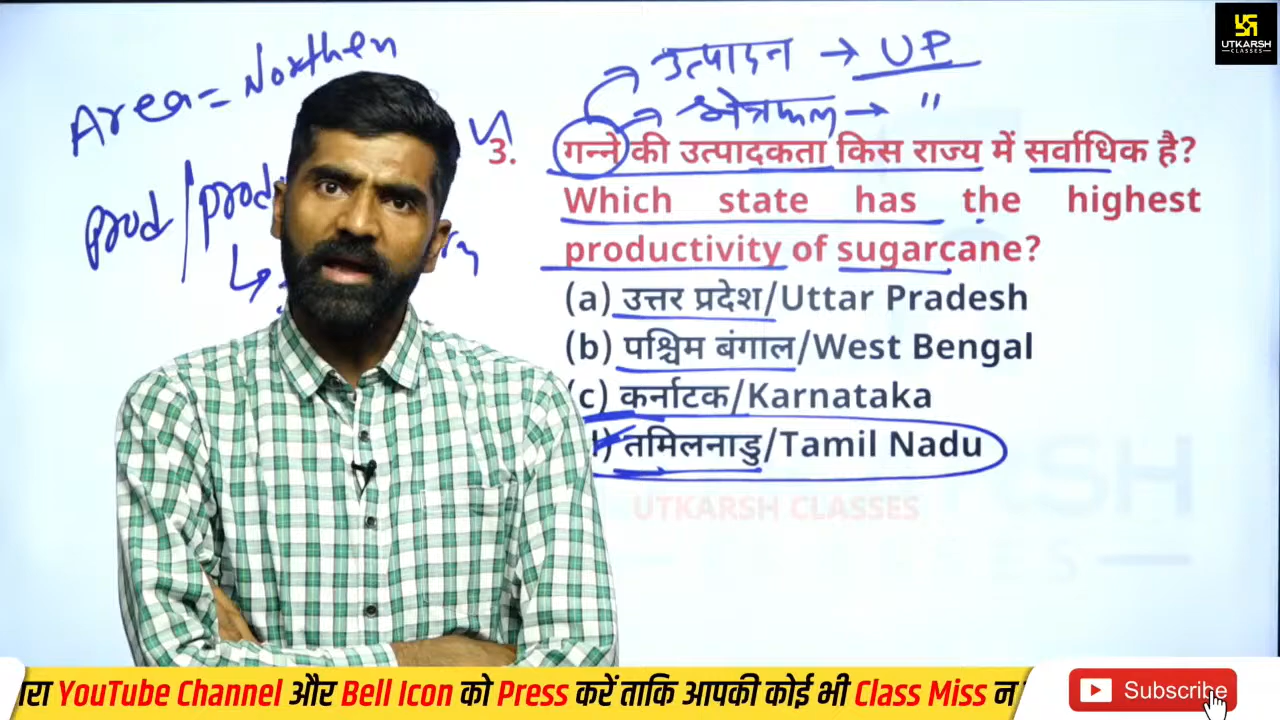 UTKARSH
CLASSES
Area = Northen
उत्पादन → UP
क्षेत्रफल → "
Prod / prod
3. गन्ने की उत्पादकता किस राज्य में सर्वाधिक है?
Which state has the highest
productivity of sugarcane?
(a) उत्तर प्रदेश/Uttar Pradesh
(b) पश्चिम बंगाल/West Bengal
(c) कर्नाटक/Karnataka
तमिलनाडु/Tamil Nadu
UTKARSH CLASSES
YouTube Channel और Bell Icon को Press करें ताकि आपकी कोई भी Class Miss न
Subscribe